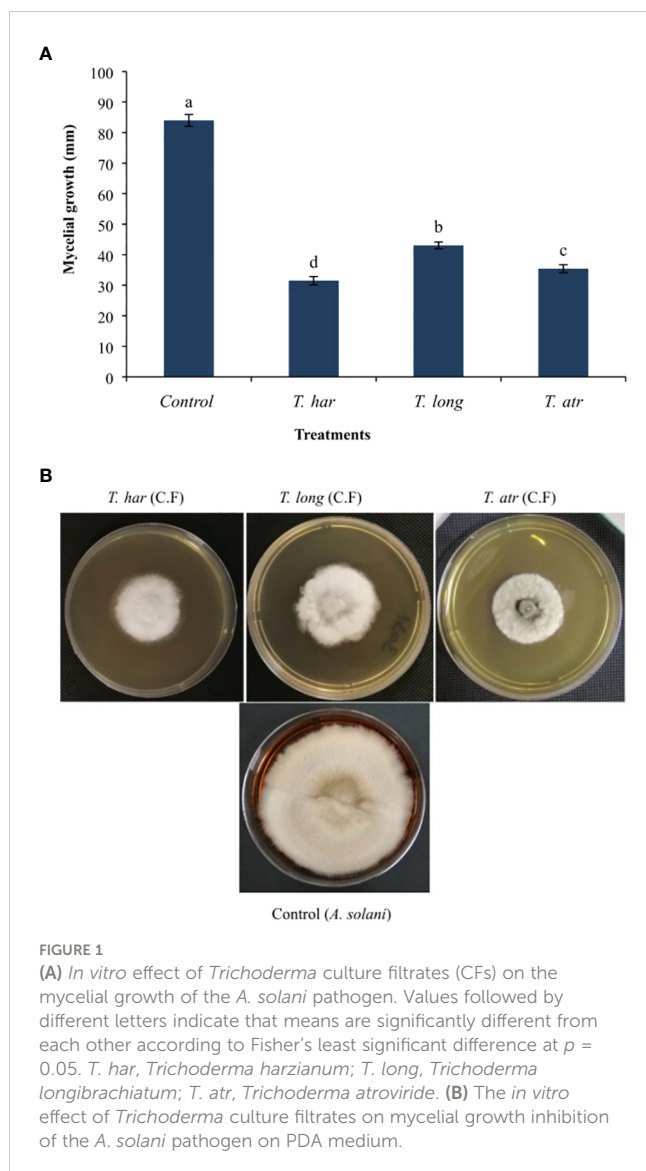 A
100
90
80
70
60
50
40
30
20
10
0
Mycelial growth (mm)
a
d
b
c
Control T. har T. long T. atr
Treatments
B
T. har (C.F) T. long (C.F) T. atr (C.F)
Control (A. solani)
FIGURE 1
(A) In vitro effect of Trichoderma culture filtrates (CFs) on the
mycelial growth of the A. solani pathogen. Values followed by
different letters indicate that means are significantly different from
each other according to Fisher's least significant difference at p =
0.05. T. har, Trichoderma harzianum; T. long, Trichoderma
longibrachiatum; T. atr, Trichoderma atroviride. (B) The in vitro
effect of Trichoderma culture filtrates on mycelial growth inhibition
of the A. solani pathogen on PDA medium.